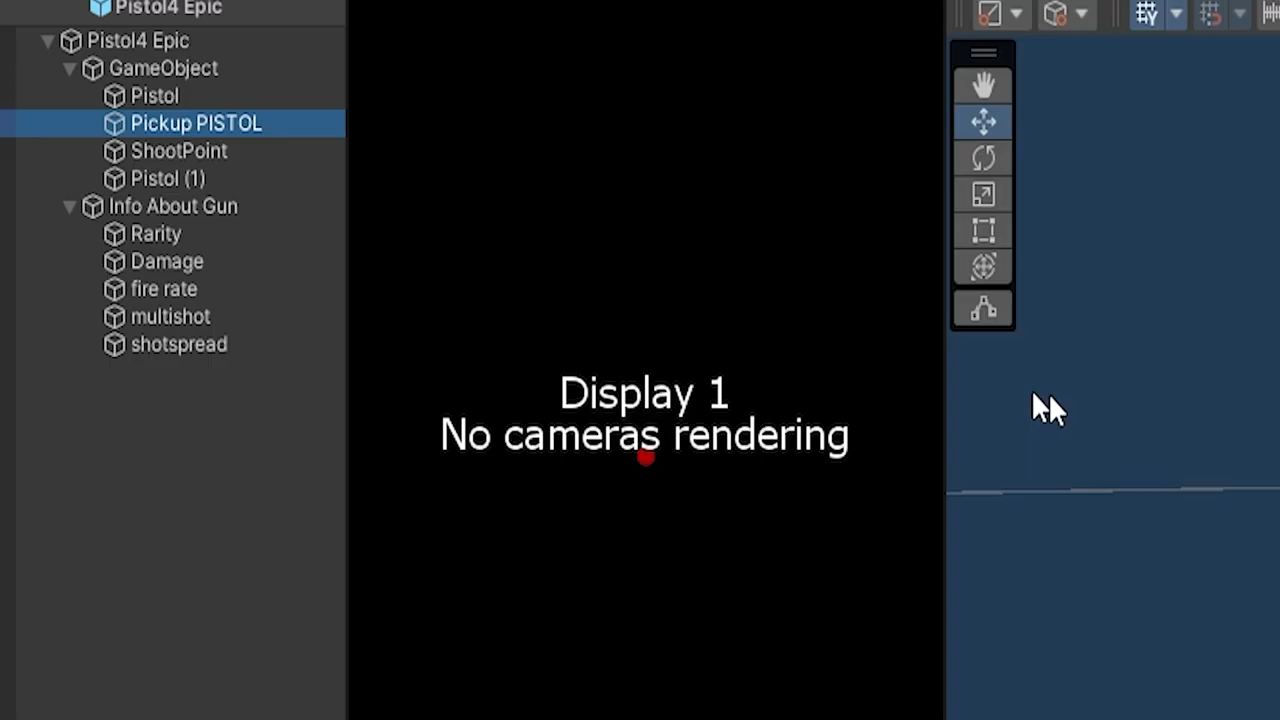 Pistol4 Epic
Pistol4 Epic
GameObject
Pistol
Pickup PISTOL
ShootPoint
Pistol (1)
Info About Gun
Rarity
Damage
fire rate
multishot
shotspread
Display 1
No cameras rendering